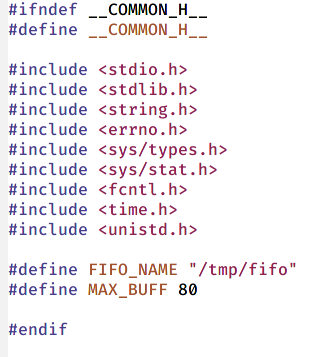 #ifndef __COMMON_H__
#define __COMMON_H__
#include <stdio.h>
#include <stdlib.h>
#include <string.h>
#include <errno.h>
#include <sys/types.h>
#include <sys/stat.h>
#include <fcntl.h>
#include <time.h>
#include <unistd.h>
#define FIFO_NAME "/tmp/fifo"
#define MAX_BUFF 80
#endif